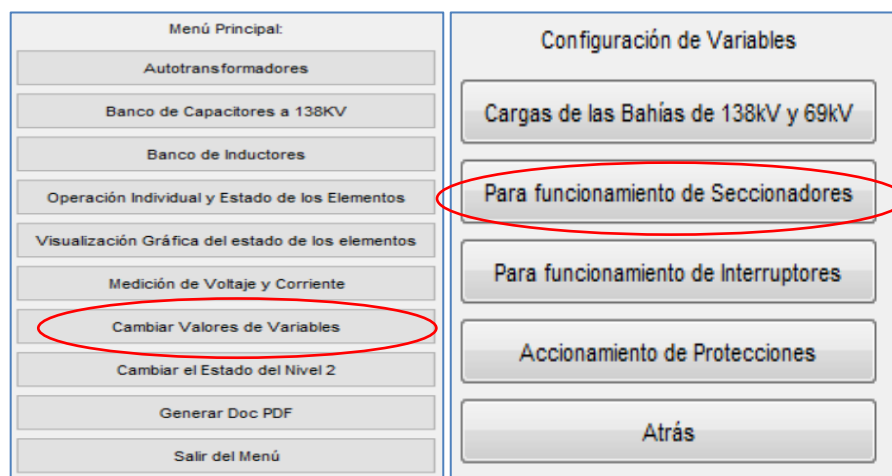 Menú Principal:
Autotransformadores
Banco de Capacitores a 138KV
Banco de Inductores
Operación Individual y Estado de los Elementos
Visualización Gráfica del estado de los elementos
Medición de Voltaje y Corriente
Cambiar Valores de Variables
Cambiar el Estado del Nivel 2
Generar Doc PDF
Salir del Menú
Configuración de Variables
Cargas de las Bahías de 138kV y 69kV
Para funcionamiento de Seccionadores
Para funcionamiento de Interruptores
Accionamiento de Protecciones
Atrás